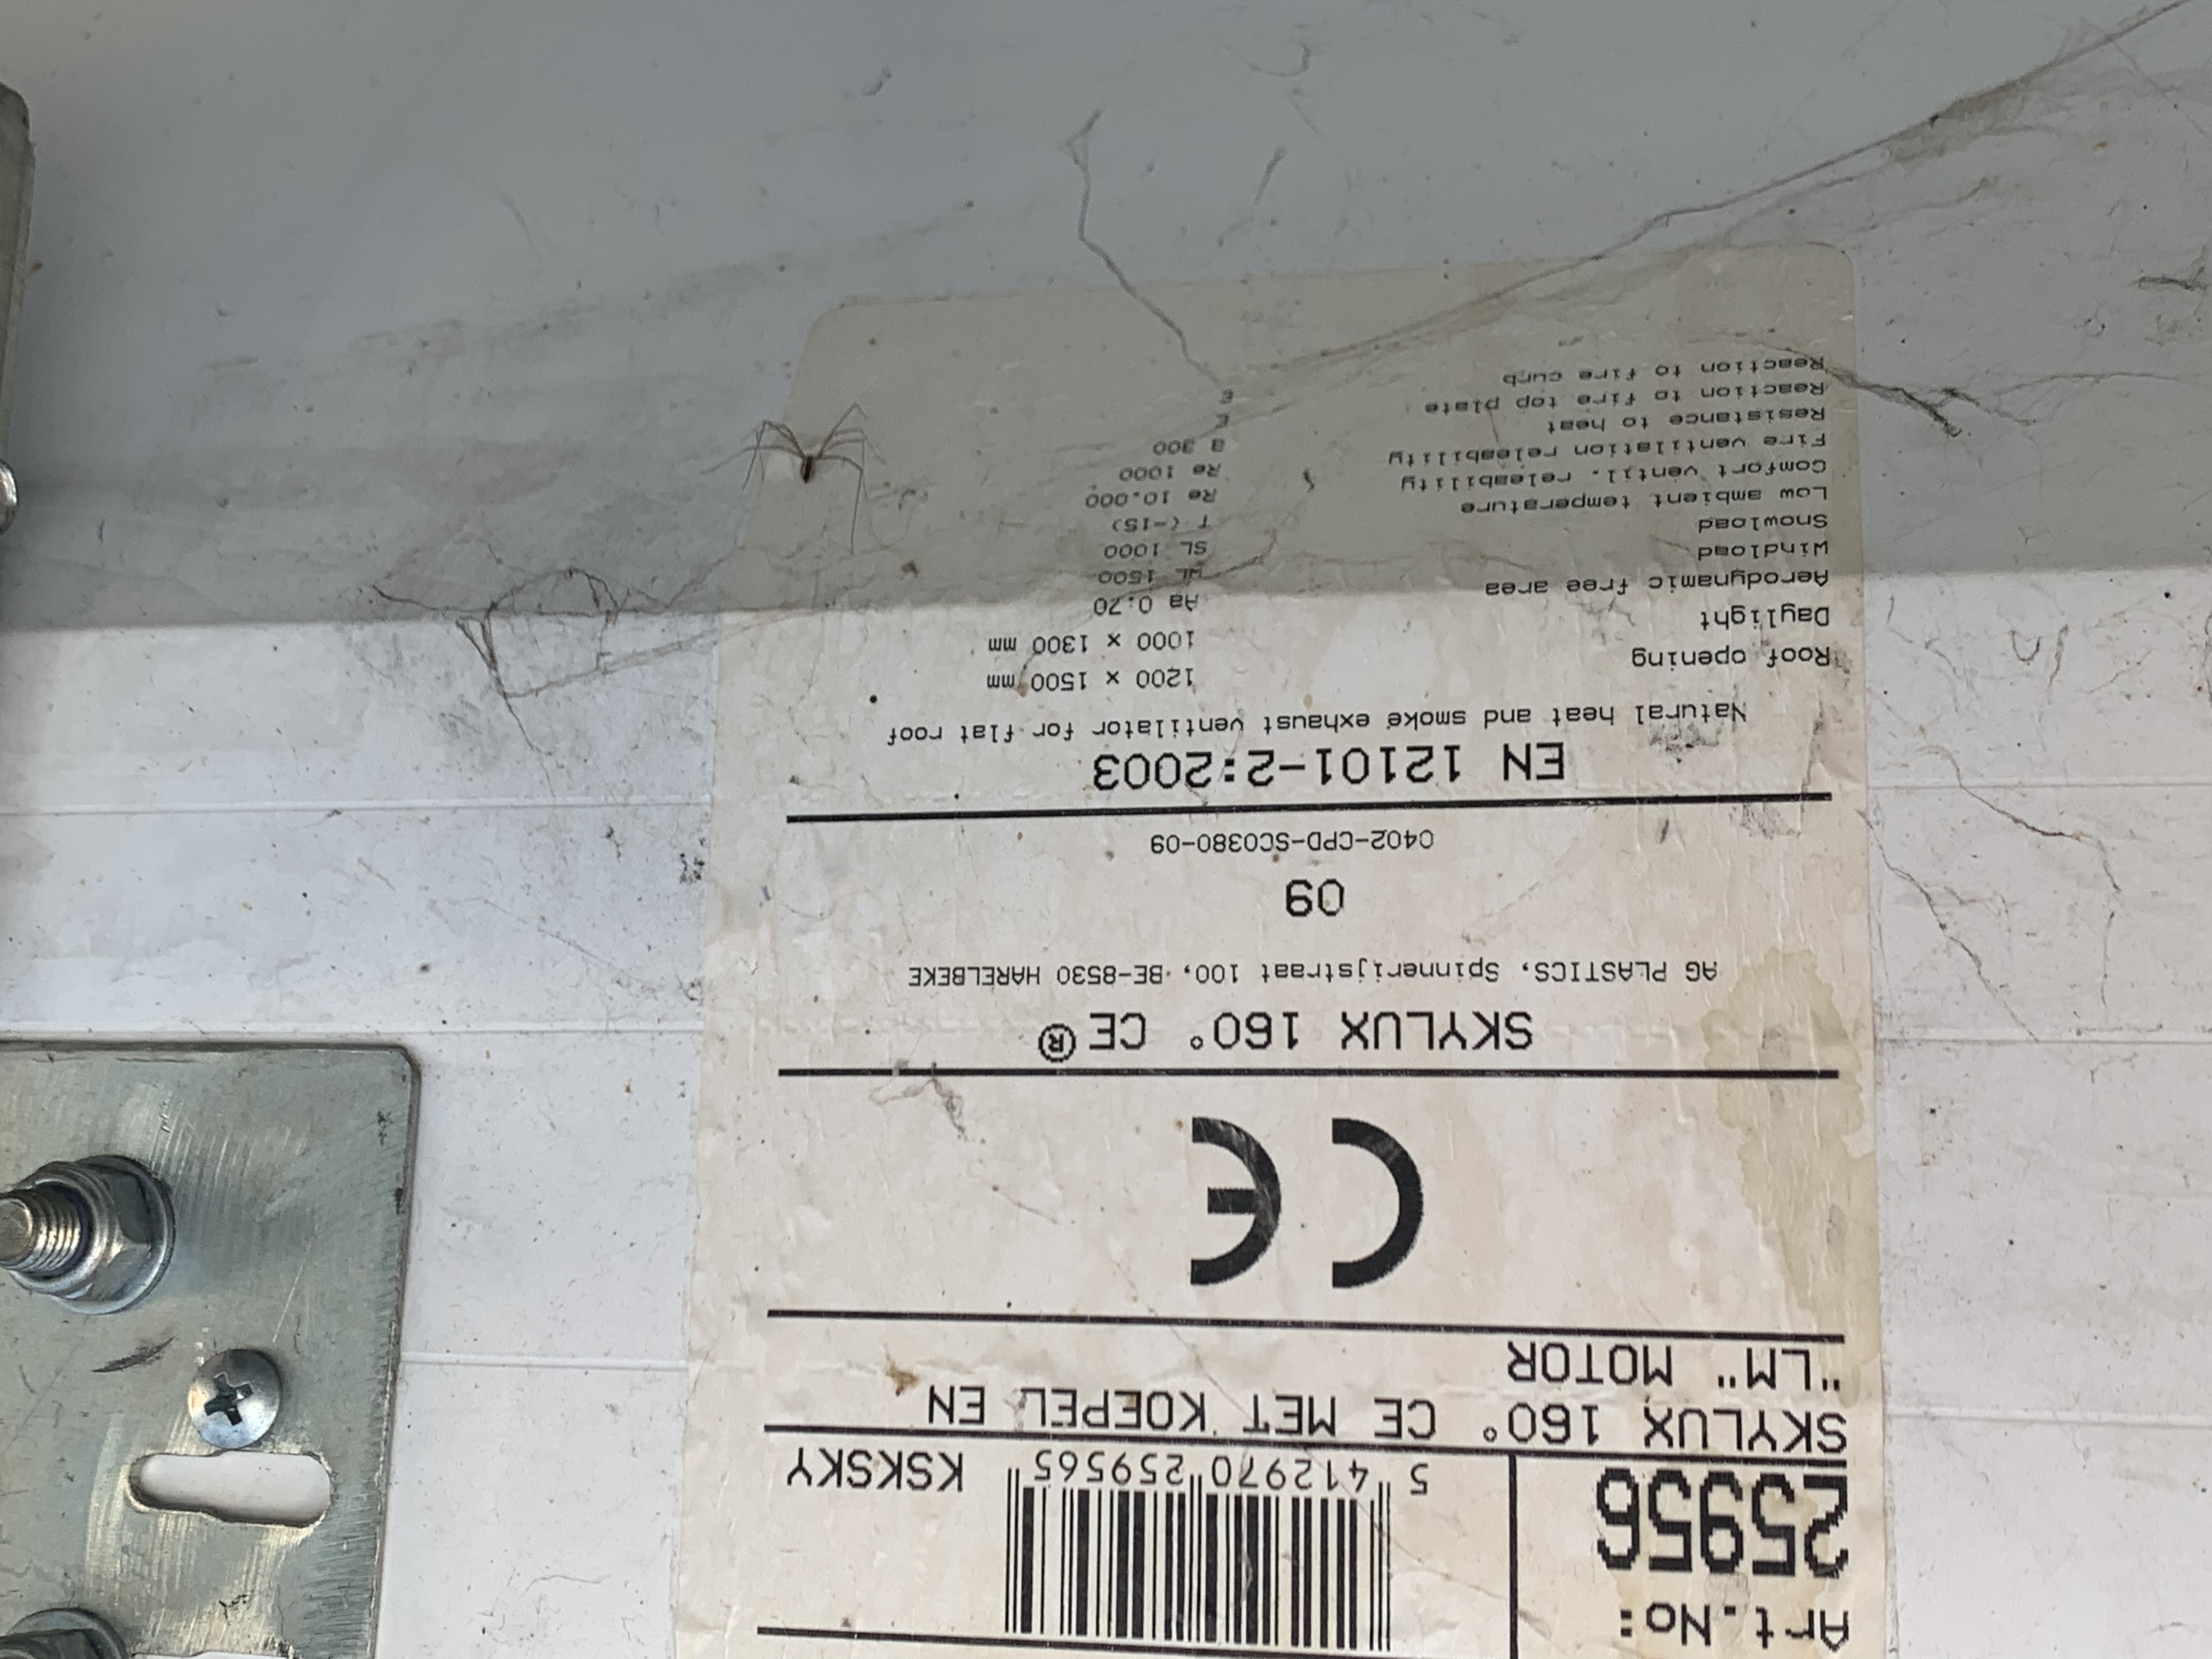 Art.No:
25956
5 412970 259565 KSKSKY
SKYLUX 160° CE MET KOEPEL EN
"LM" MOTOR
CE
SKYLUX 160° CE®
AG PLASTICS, Spinnerijstraat 100, BE-8530 HARELBEKE
09
0402-CPD-SC0380-09
EN 12101-2:2003
Natural heat and smoke exhaust ventilator for flat roof
Roof opening 1200 x 1500 mm
Daylight 1000 x 1300 mm
Aerodynamic free area Aa 0.70
Windload WL 1500
Snowload SL 1000
Low ambient temperature T (-15)
Comfort ventil. releability Re 10.000
Fire ventilation releability Re 1000
Resistance to heat B 300
Reaction to fire top plate E
Reaction to fire curb E